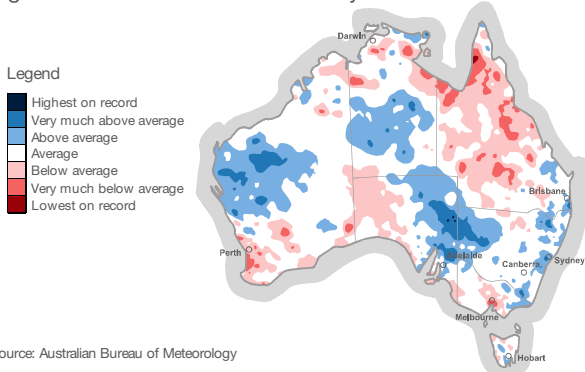 Darwin
Legend
Highest on record
Very much above average
Above average
Average
Below average
Very much below average
Lowest on record
Brisbane
Perth
Adelaide
Canberra
Sydney
Melbourne
Hobart
ource: Australian Bureau of Meteorology